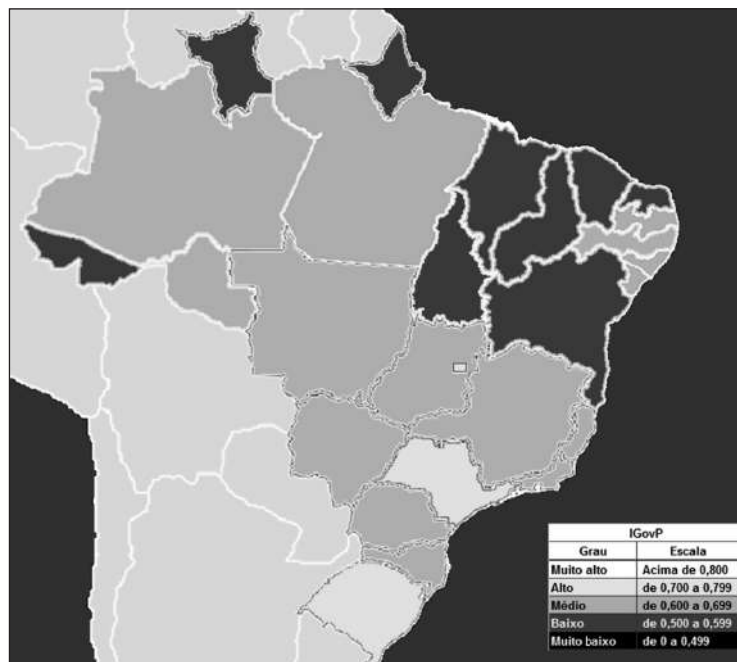 IGovP
Grau Escala
Muito alto Acima de 0,800
Alto de 0,700 a 0,799
Médio de 0,600 a 0,699
Baixo de 0,500 a 0,599
Muito baixo de 0 a 0,499